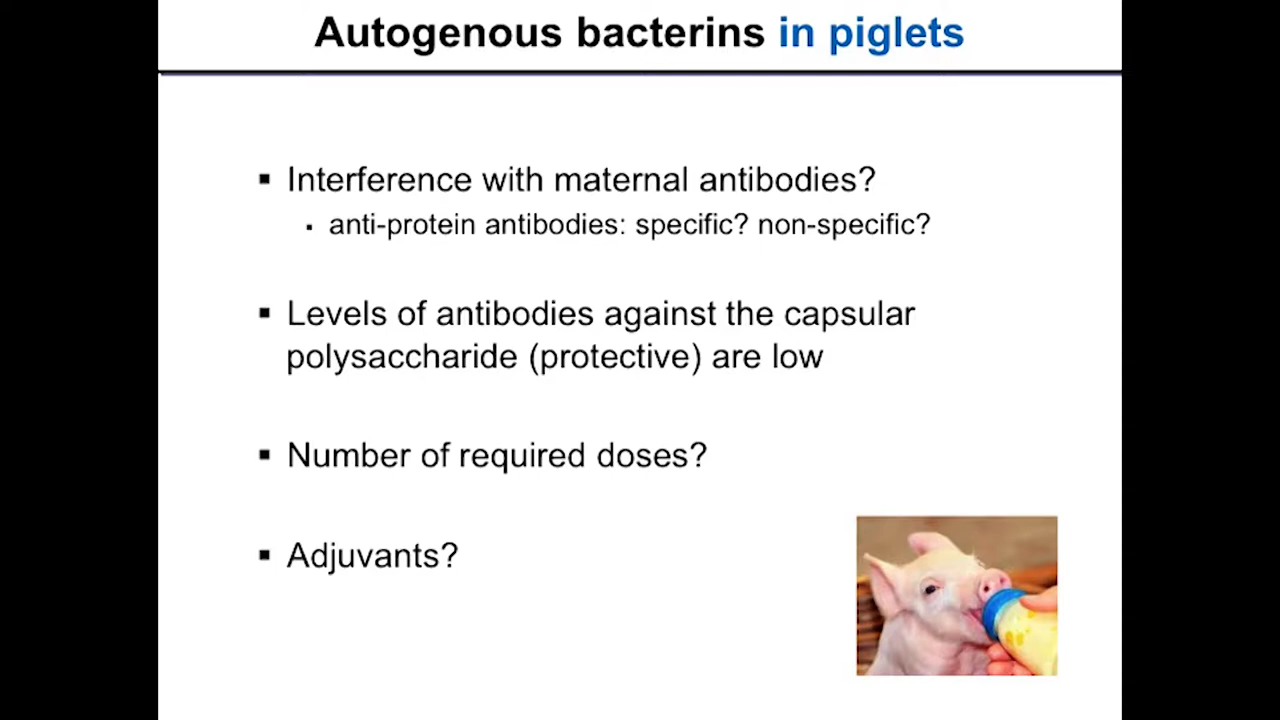 Autogenous bacterins in piglets
▪ Interference with maternal antibodies?
▪ anti-protein antibodies: specific? non-specific?
▪ Levels of antibodies against the capsular
polysaccharide (protective) are low
▪ Number of required doses?
▪ Adjuvants?